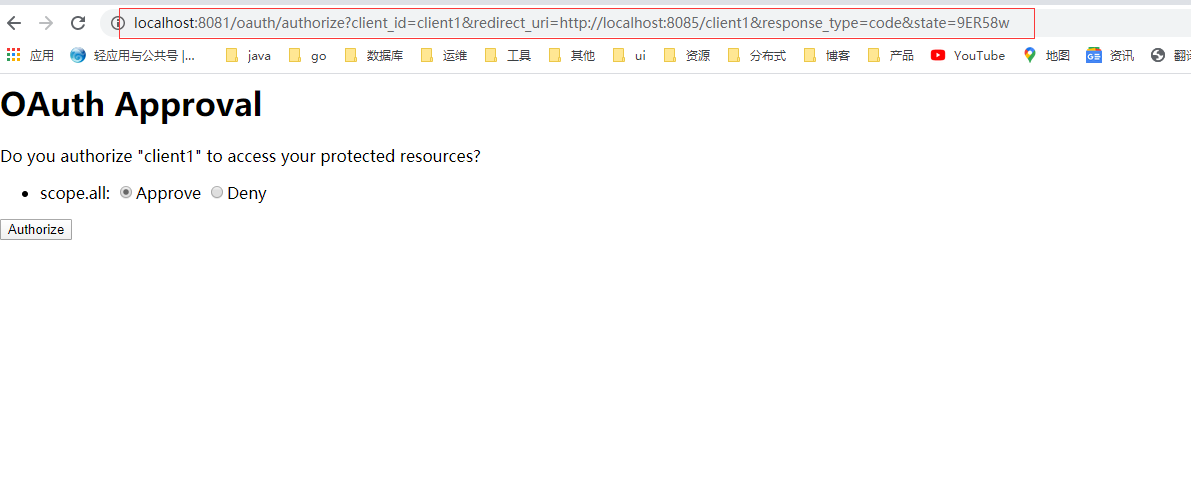 localhost:8081/oauth/authorize?client_id=client1&redirect_uri=http://localhost:8085/client1&response_type=code&state=9ER58w
应用 轻应用与公共号 |... java go 数据库 运维 工具 其他 ui 资源 分布式 博客 产品 YouTube 地图 资讯
OAuth Approval
Do you authorize "client1" to access your protected resources?
• scope.all: Approve Deny
Authorize